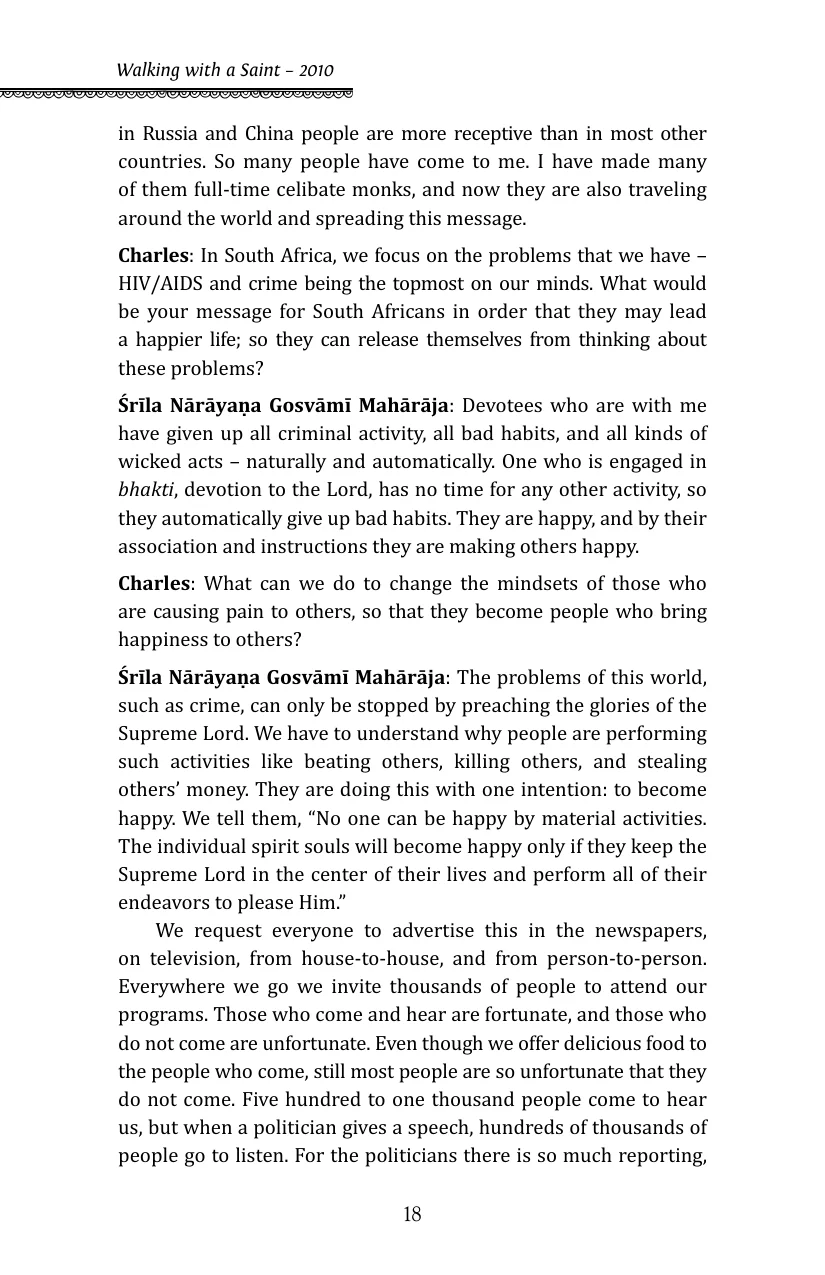 Walking with a Saint – 2010
in Russia and China people are more receptive than in most other
countries. So many people have come to me. I have made many
of them full-time celibate monks, and now they are also traveling
around the world and spreading this message.
Charles: In South Africa, we focus on the problems that we have –
HIV/AIDS and crime being the topmost on our minds. What would
be your message for South Africans in order that they may lead
a happier life; so they can release themselves from thinking about
these problems?
Śrīla Nārāyaṇa Gosvāmī Mahārāja: Devotees who are with me
have given up all criminal activity, all bad habits, and all kinds of
wicked acts – naturally and automatically. One who is engaged in
bhakti, devotion to the Lord, has no time for any other activity, so
they automatically give up bad habits. They are happy, and by their
association and instructions they are making others happy.
Charles: What can we do to change the mindsets of those who
are causing pain to others, so that they become people who bring
happiness to others?
Śrīla Nārāyaṇa Gosvāmī Mahārāja: The problems of this world,
such as crime, can only be stopped by preaching the glories of the
Supreme Lord. We have to understand why people are performing
such activities like beating others, killing others, and stealing
others’ money. They are doing this with one intention: to become
happy. We tell them, “No one can be happy by material activities.
The individual spirit souls will become happy only if they keep the
Supreme Lord in the center of their lives and perform all of their
endeavors to please Him.”
We request everyone to advertise this in the newspapers,
on television, from house-to-house, and from person-to-person.
Everywhere we go we invite thousands of people to attend our
programs. Those who come and hear are fortunate, and those who
do not come are unfortunate. Even though we offer delicious food to
the people who come, still most people are so unfortunate that they
do not come. Five hundred to one thousand people come to hear
us, but when a politician gives a speech, hundreds of thousands of
people go to listen. For the politicians there is so much reporting,
18